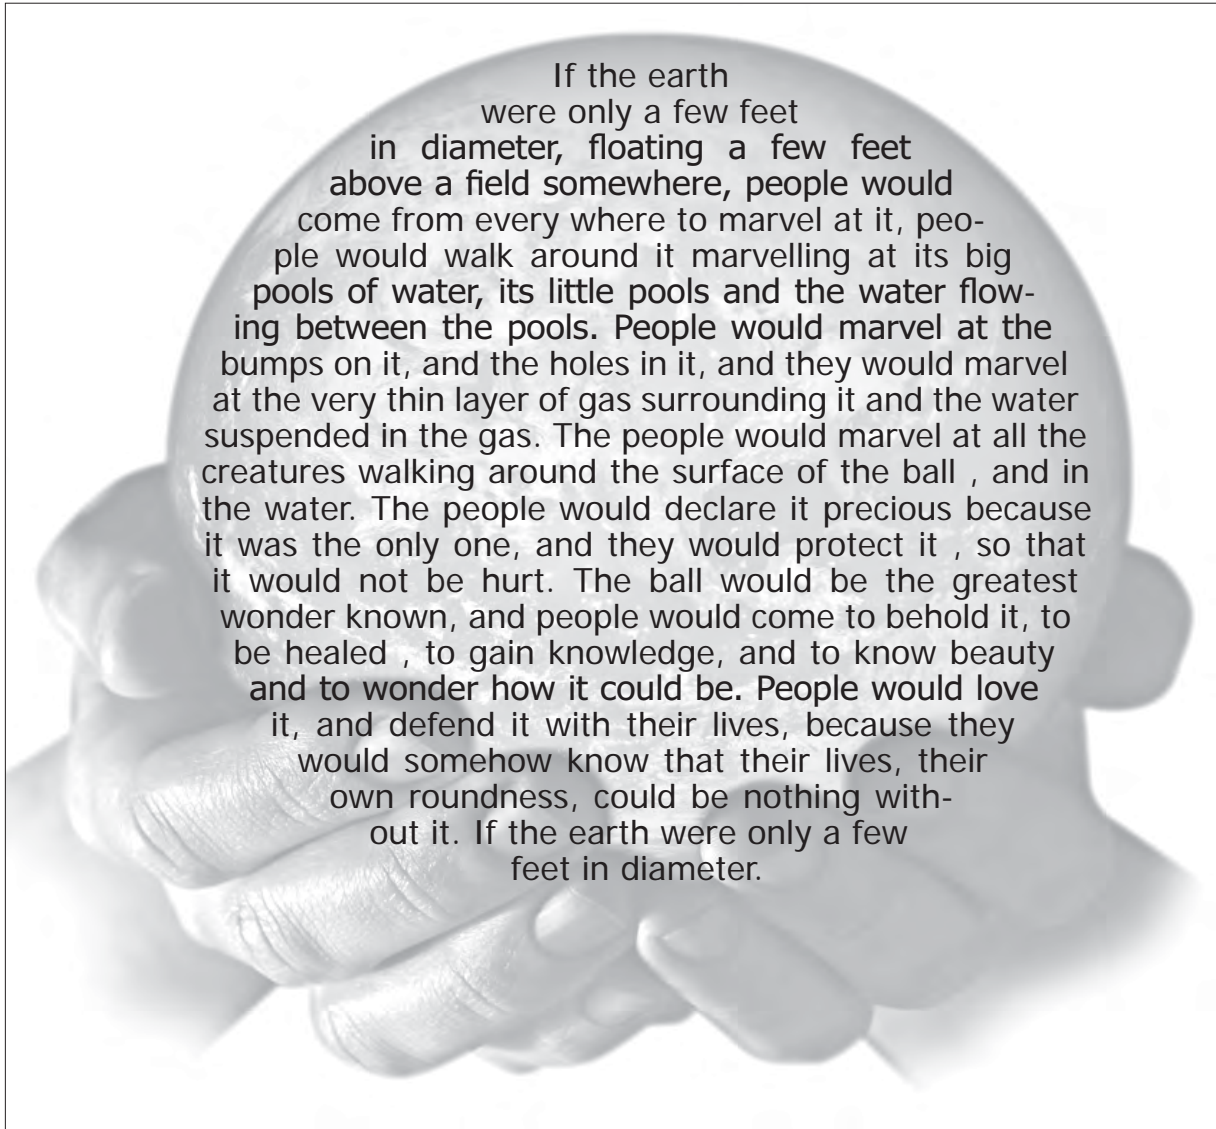 If the earth
were only a few feet
in diameter, floating a few feet
above a field somewhere, people would
come from every where to marvel at it, peo-
ple would walk around it marvelling at its big
pools of water, its little pools and the water flow-
ing between the pools. People would marvel at the
bumps on it, and the holes in it, and they would marvel
at the very thin layer of gas surrounding it and the water
suspended in the gas. The people would marvel at all the
creatures walking around the surface of the ball , and in
the water. The people would declare it precious because
it was the only one, and they would protect it , so that
it would not be hurt. The ball would be the greatest
wonder known, and people would come to behold it, to
be healed , to gain knowledge, and to know beauty
and to wonder how it could be. People would love
it, and defend it with their lives, because they
would somehow know that their lives, their
own roundness, could be nothing with-
out it. If the earth were only a few
feet in diameter.